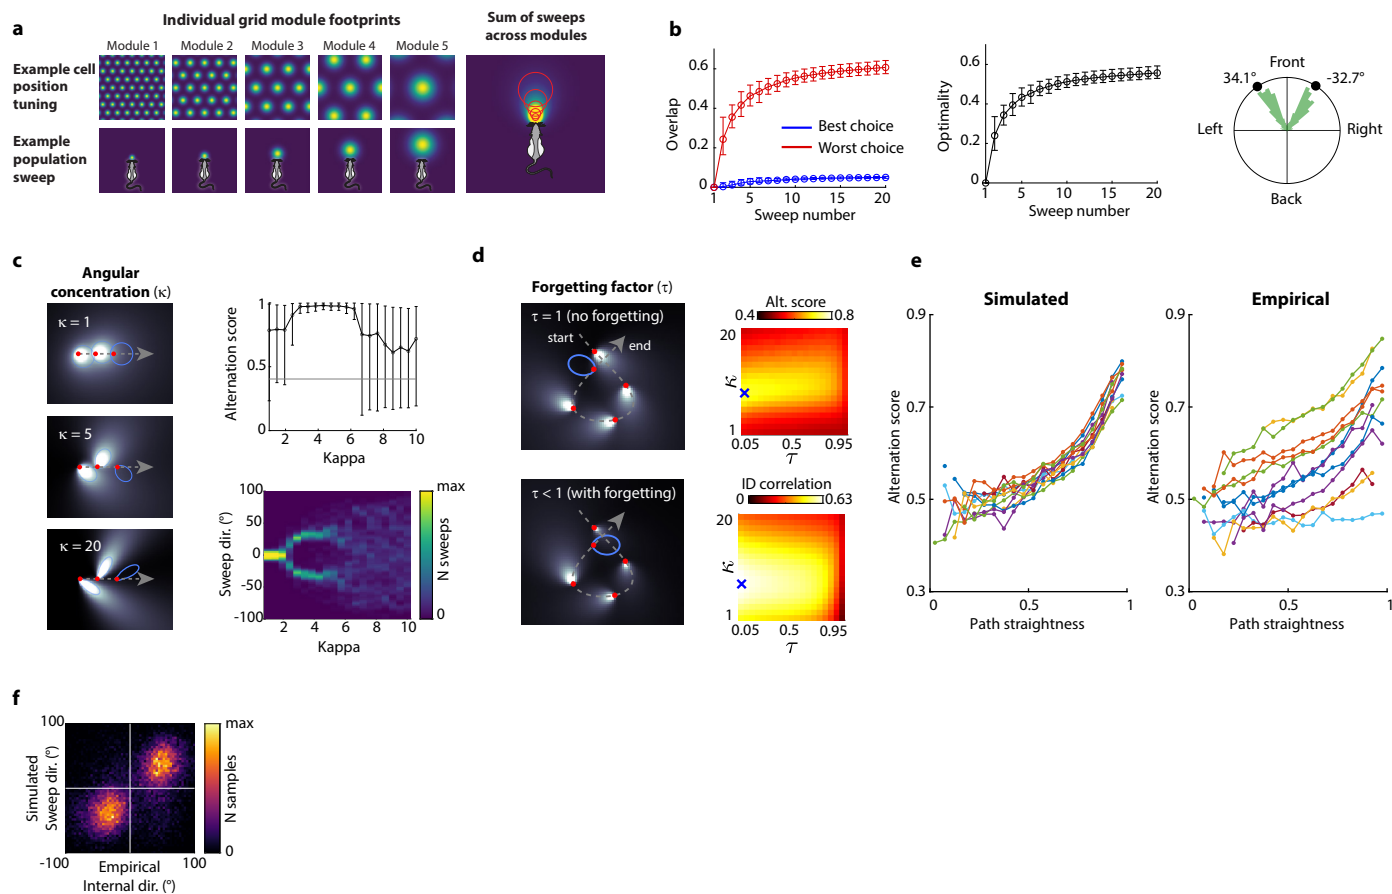 a
Individual grid module footprints
Sum of sweeps
across modules
Module 1
Module 2
Module 3
Module 4
Module 5
Example cell
position
tuning
Example
population
sweep
b
Overlap
0.6
0.4
0.2
0
1
5
10
15
20
Sweep number
Best choice
Worst choice
Optimality
0.6
0.4
0.2
0
1
5
10
15
20
Sweep number
Front
34.1°
-32.7°
Left
Right
Back
c
Angular
concentration (κ)
κ = 1
κ = 5
κ = 20
Alternation score
1
0.5
0
2
4
6
8
10
Kappa
Sweep dir. (°)
100
50
0
-50
-100
2
4
6
8
10
Kappa
max
N sweeps
0
d
Forgetting factor (τ)
τ = 1 (no forgetting)
start
end
τ < 1 (with forgetting)
Alt. score
0.4
0.8
20
κ
1
0.05
0.5
0.95
τ
ID correlation
0
0.63
20
κ
1
0.05
0.5
0.95
τ
e
Simulated
Alternation score
0.9
0.7
0.5
0.3
0
0.5
1
Path straightness
Empirical
Alternation score
0.9
0.7
0.5
0.3
0
0.5
1
Path straightness
f
Simulated
Sweep dir. (°)
100
-100
100
Empirical
Internal dir. (°)
max
N samples
0